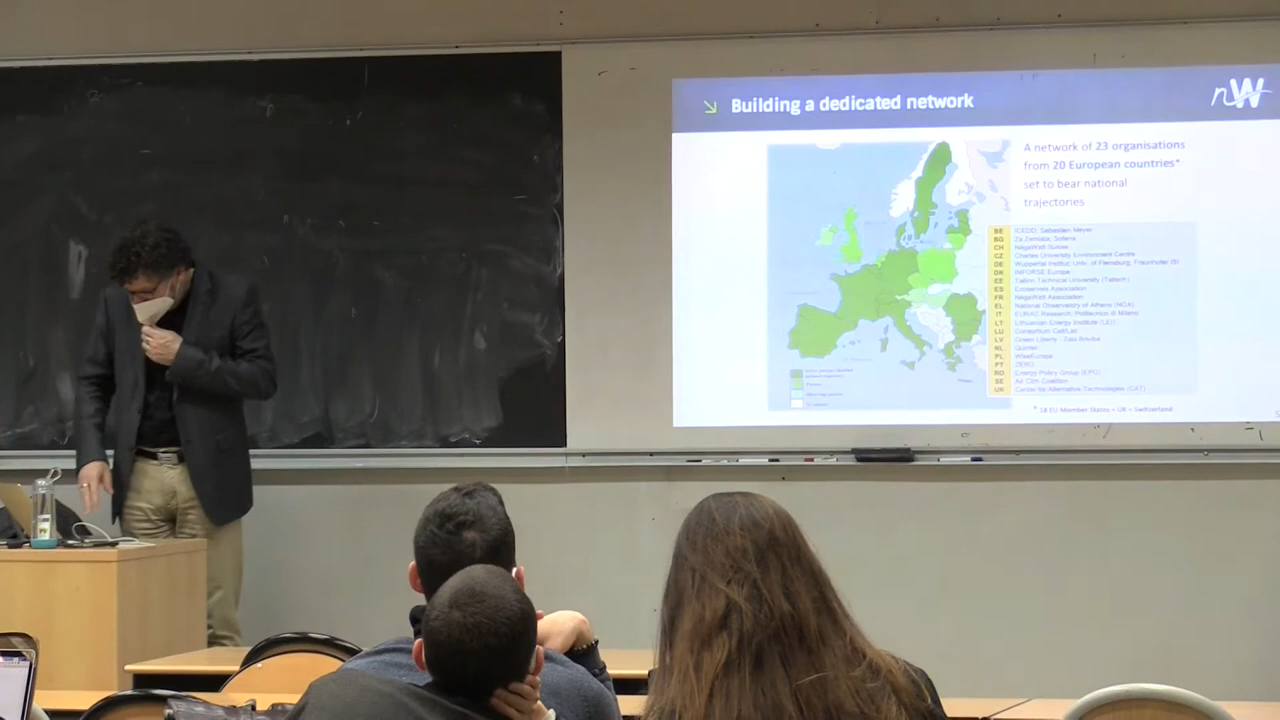 Building a dedicated network
nW
A network of 23 organisations
from 20 European countries*
set to bear national
trajectories
BE ICEDD; Sebastien Meyer
BG Za Zemiata; Sofena
CH NégaWatt Suisse
CZ Charles University Environment Centre
DE Wuppertal Institut; Univ. of Flensburg; Fraunhofer ISI
DK INFORSE Europe
EE Tallinn Technical University (Taltech)
ES Ecoserveis Association
FR NégaWatt Association
EL National Observatory of Athens (NOA)
IT EURAC Research; Politecnico di Milano
LT Lithuanian Energy Institute (LEI)
LU Consortium
LV Green Liberty - Zala Briviba
NL Quintel
PL WiseEuropa
PT ZERO
RO Energy Policy Group (EPG)
SE Air Clim Coalition
UK Center for Alternative Technologies (CAT)
* 18 EU Member States + UK + Switzerland